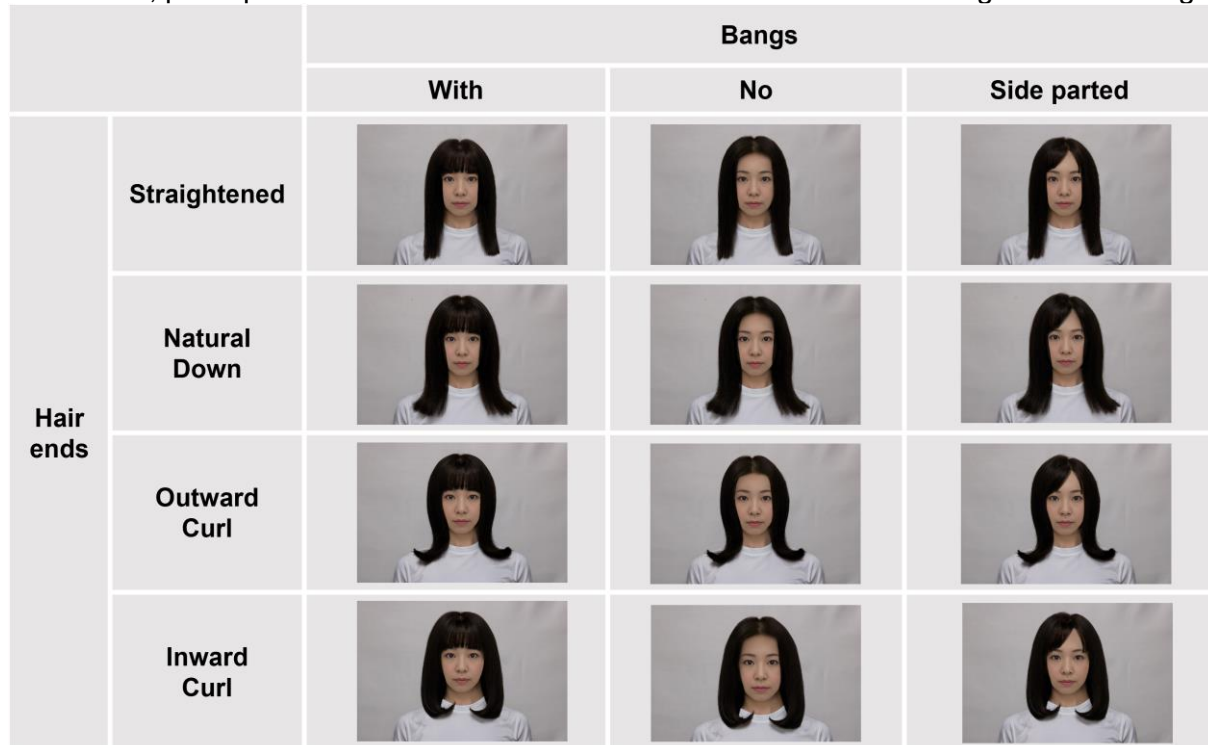 Bangs
With No Side parted
Straightened
Natural
Down
Hair
ends
Outward
Curl
Inward
Curl